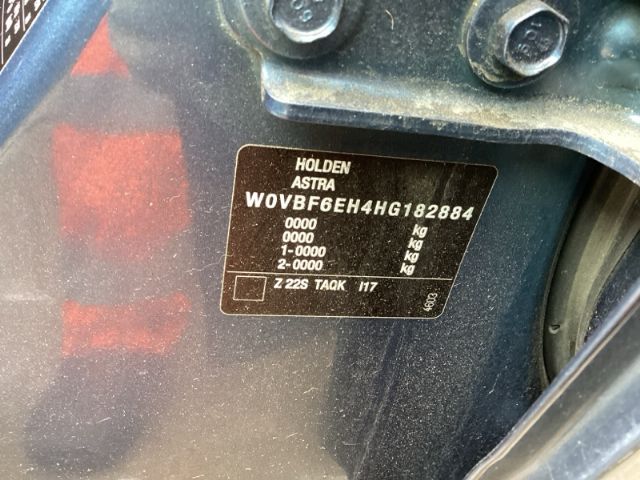 HOLDEN
ASTRA
W0VBF6EH4HG182884
0000 kg
0000 kg
1-0000 kg
2-0000 kg
Z 22S TAQK I17
4603